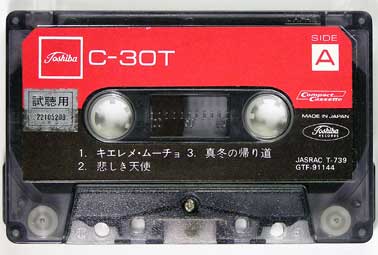 Toshiba
C-30T
SIDE
A
試聴用
Compact
Cassette
MADE IN JAPAN
Toshiba
RECORDS
1. キエレメ・ムーチョ 3. 真冬の帰り道
2. 悲しき天使
JASRAC T-739
GTF-91144